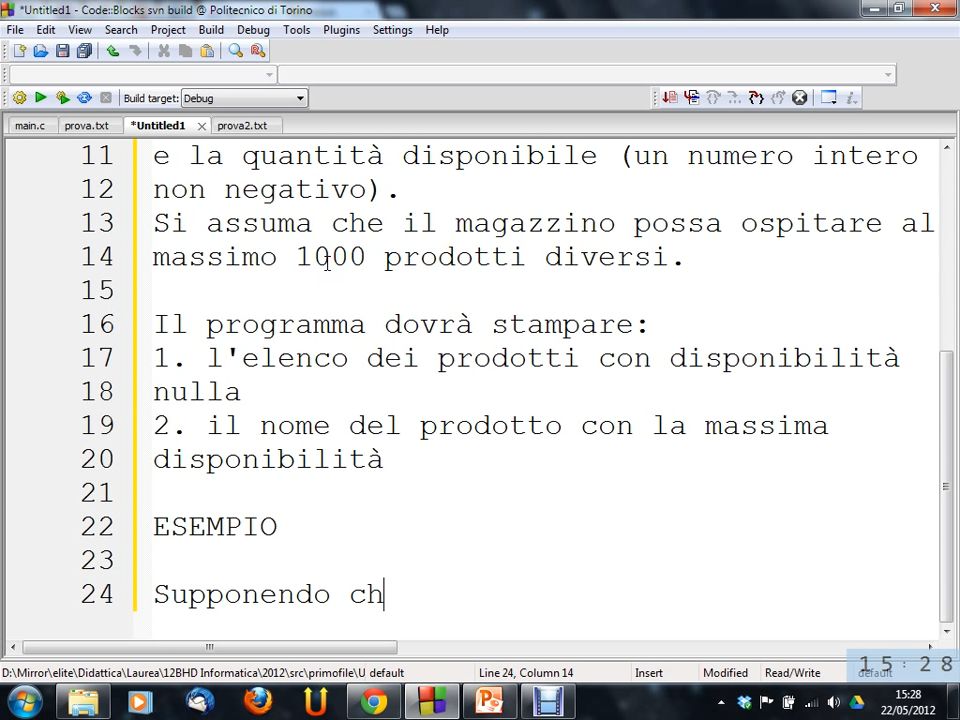 *Untitled1 - Code::Blocks svn build @ Politecnico di Torino
File Edit View Search Project Build Debug Tools Plugins Settings Help
Build target: Debug
main.c prova.txt *Untitled1 prova2.txt
11 e la quantità disponibile (un numero intero
12 non negativo).
13 Si assuma che il magazzino possa ospitare al
14 massimo 1000 prodotti diversi.
15
16 Il programma dovrà stampare:
17 1. l'elenco dei prodotti con disponibilità
18 nulla
19 2. il nome del prodotto con la massima
20 disponibilità
21
22 ESEMPIO
23
24 Supponendo ch
D:\Mirror\elite\Didattica\Laurea\12BHD Informatica\2012\src\primofile\U default Line 24, Column 14 Insert Modified Read/Write default
15:28
15:28
22/05/2012